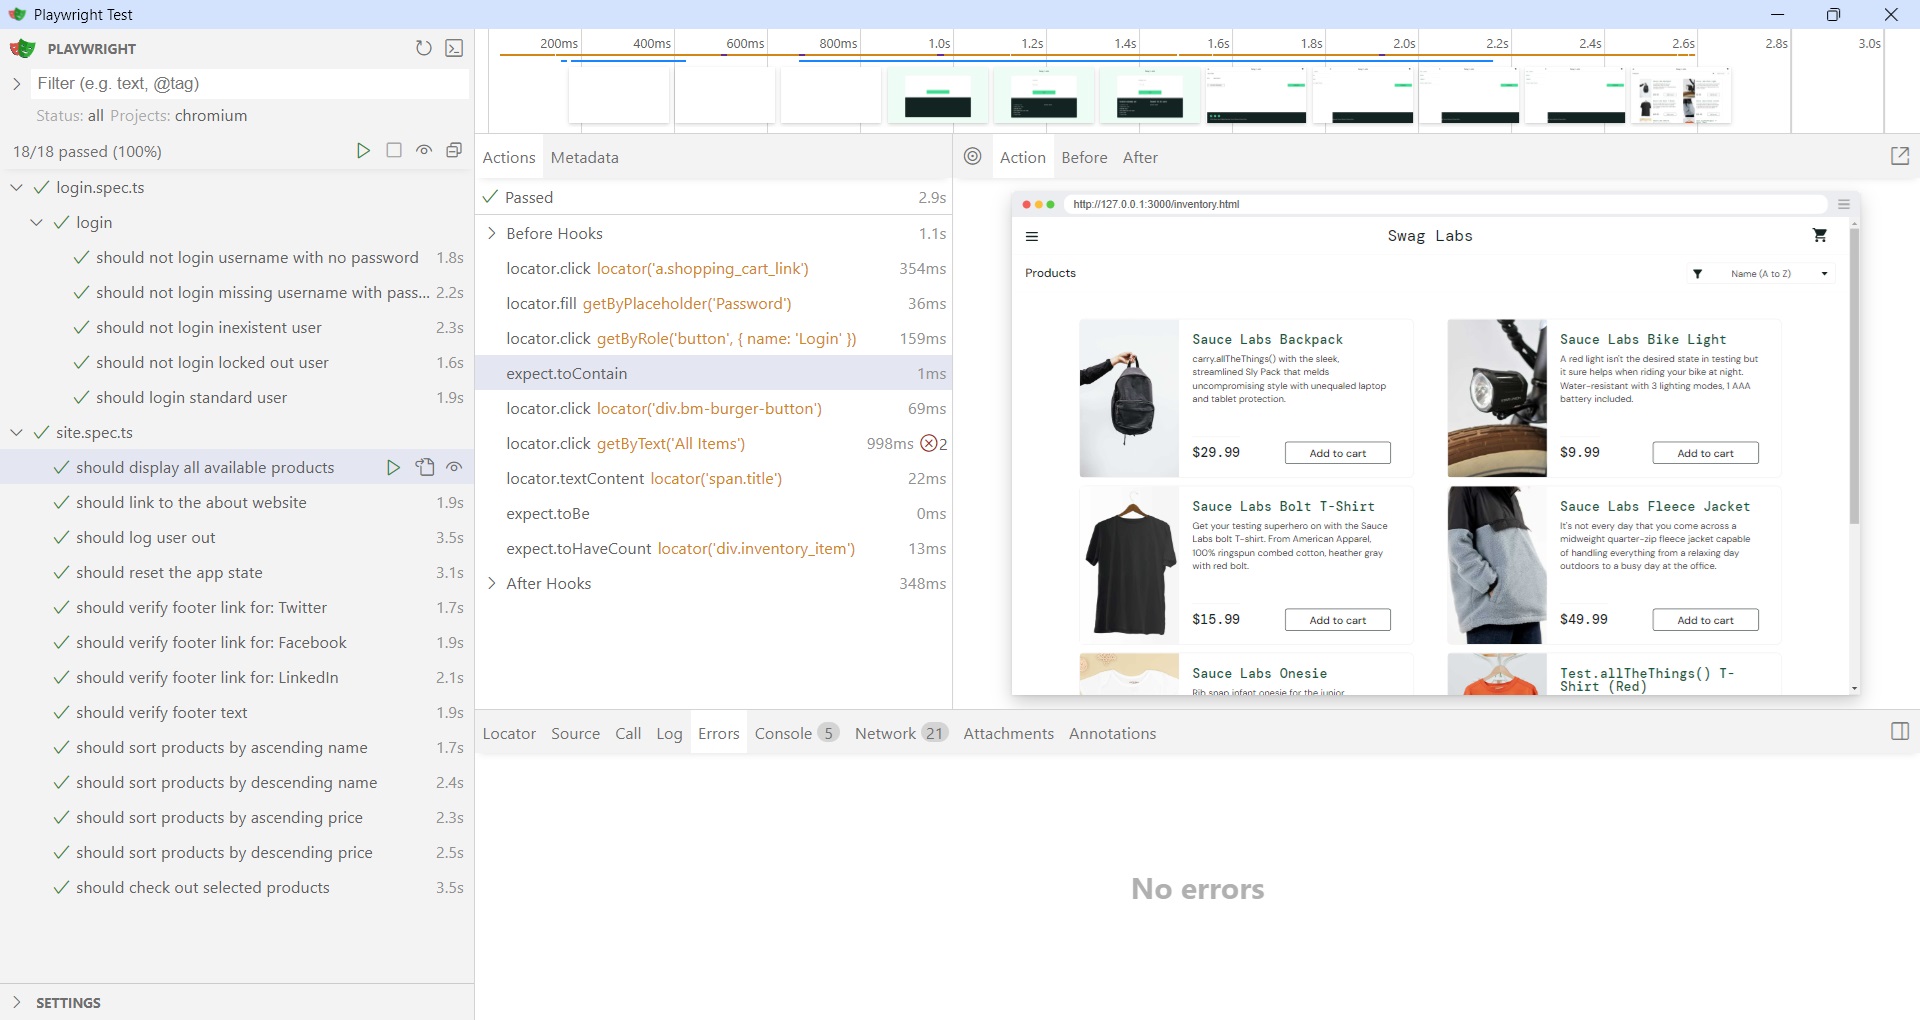 Playwright Test
PLAYWRIGHT
Filter (e.g. text, @tag)
Status: all Projects: chromium
18/18 passed (100%)
login.spec.ts
login
should not login username with no password 1.8s
should not login missing username with pass... 2.2s
should not login inexistent user 2.3s
should not login locked out user 1.6s
should login standard user 1.9s
site.spec.ts
should display all available products
should link to the about website 1.9s
should log user out 3.5s
should reset the app state 3.1s
should verify footer link for: Twitter 1.7s
should verify footer link for: Facebook 1.9s
should verify footer link for: LinkedIn 2.1s
should verify footer text 1.9s
should sort products by ascending name 1.7s
should sort products by descending name 2.4s
should sort products by ascending price 2.3s
should sort products by descending price 2.5s
should check out selected products 3.5s
SETTINGS
200ms 400ms 600ms 800ms 1.0s 1.2s 1.4s 1.6s 1.8s 2.0s 2.2s 2.4s 2.6s 2.8s 3.0s
Actions Metadata
Passed 2.9s
Before Hooks 1.1s
locator.click locator('a.shopping_cart_link') 354ms
locator.fill getByPlaceholder('Password') 36ms
locator.click getByRole('button', { name: 'Login' }) 159ms
expect.toContain 1ms
locator.click locator('div.bm-burger-button') 69ms
locator.click getByText('All Items') 998ms 2
locator.textContent locator('span.title') 22ms
expect.toBe 0ms
expect.toHaveCount locator('div.inventory_item') 13ms
After Hooks 348ms
Action Before After
http://127.0.0.1:3000/inventory.html
Swag Labs
Products
Name (A to Z)
Sauce Labs Backpack
carry.allTheThings() with the sleek,
streamlined Sly Pack that melds
uncompromising style with unequaled laptop
and tablet protection.
$29.99 Add to cart
Sauce Labs Bike Light
A red light isn't the desired state in testing but
it sure helps when riding your bike at night.
Water-resistant with 3 lighting modes, 1 AAA
battery included.
$9.99 Add to cart
Sauce Labs Bolt T-Shirt
Get your testing superhero on with the Sauce
Labs bolt T-shirt. From American Apparel,
100% ringspun combed cotton, heather gray
with red bolt.
$15.99 Add to cart
Sauce Labs Fleece Jacket
It's not every day that you come across a
midweight quarter-zip fleece jacket capable
of handling everything from a relaxing day
outdoors to a busy day at the office.
$49.99 Add to cart
Sauce Labs Onesie
Rib snap infant onesie for the junior
Test.allTheThings() T-
Shirt (Red)
Locator Source Call Log Errors Console 5 Network 21 Attachments Annotations
No errors